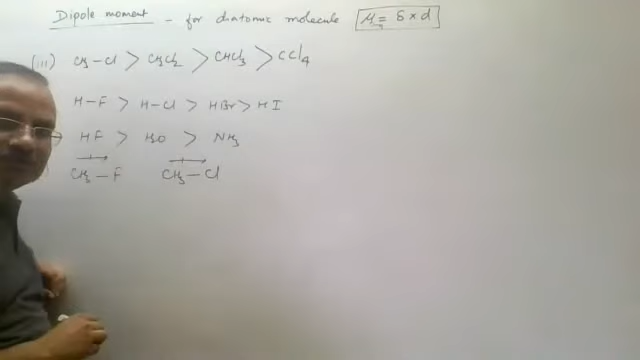 Dipole moment - for diatomic molecule μ = δ × d
(iii) CH₃-Cl > CH₂Cl₂ > CHCl₃ > CCl₄
H-F > H-Cl > HBr > HI
→ HF > H₂O > NH₃
CH₃-F CH₃-Cl